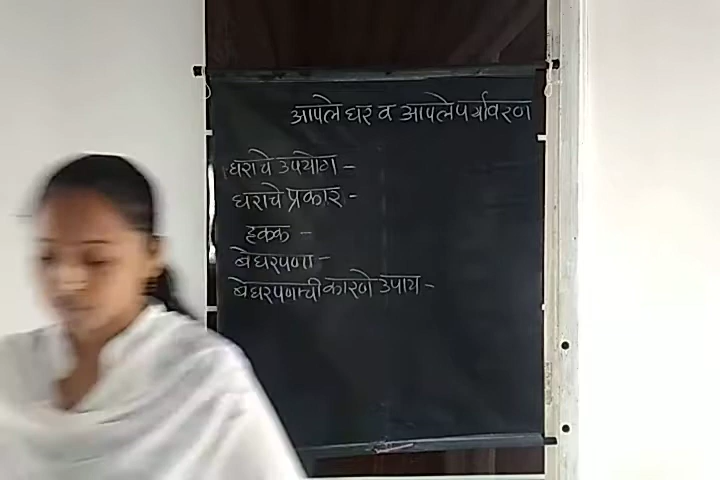 आपले घर व आपले पर्यावरण
घराचे उपयोग -
घराचे प्रकार -
हक्क -
बेघरपणा -
बेघरपणाची कारणे उपाय -